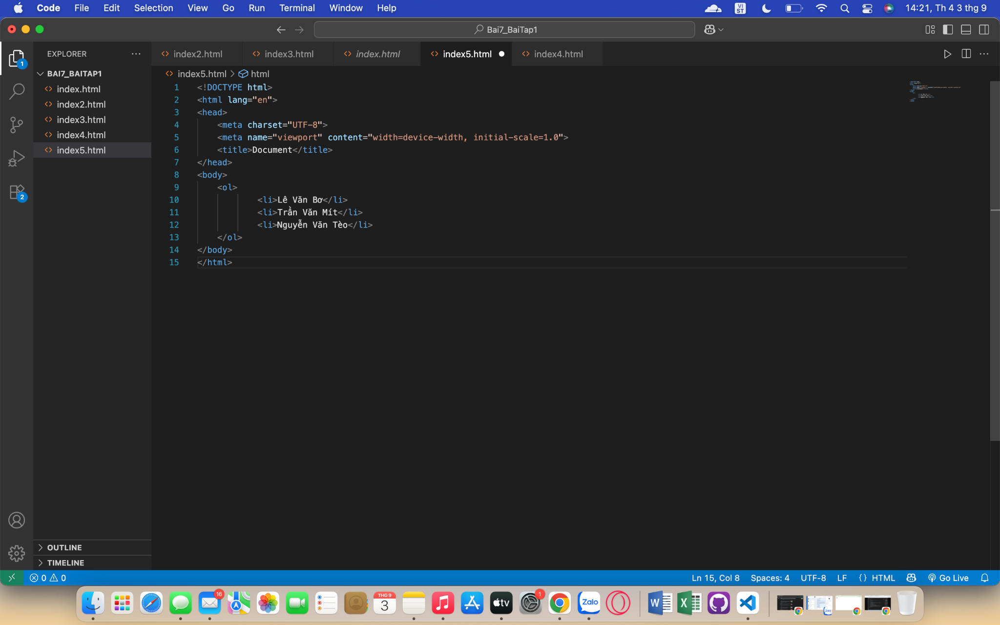 Code File Edit Selection View Go Run Terminal Window Help
VI
ST
14:21, Th 4 3 thg 9
Bai7_BaiTap1
EXPLORER
index2.html
index3.html
index.html
index5.html
index4.html
BAI7_BAITAP1
index.html
index2.html
index3.html
index4.html
index5.html
1
2
index5.html > html
1 <!DOCTYPE html>
2 <html lang="en">
3 <head>
4 <meta charset="UTF-8">
5 <meta name="viewport" content="width=device-width, initial-scale=1.0">
6 <title>Document</title>
7 </head>
8 <body>
9 <ol>
10 <li>Lê Văn Bơ</li>
11 <li>Trần Văn Mít</li>
12 <li>Nguyễn Văn Tèo</li>
13 </ol>
14 </body>
15 </html>
OUTLINE
TIMELINE
0 0
Ln 15, Col 8 Spaces: 4 UTF-8 LF {} HTML Go Live
16
THG 9
3
tv
1
Zalo
W
X